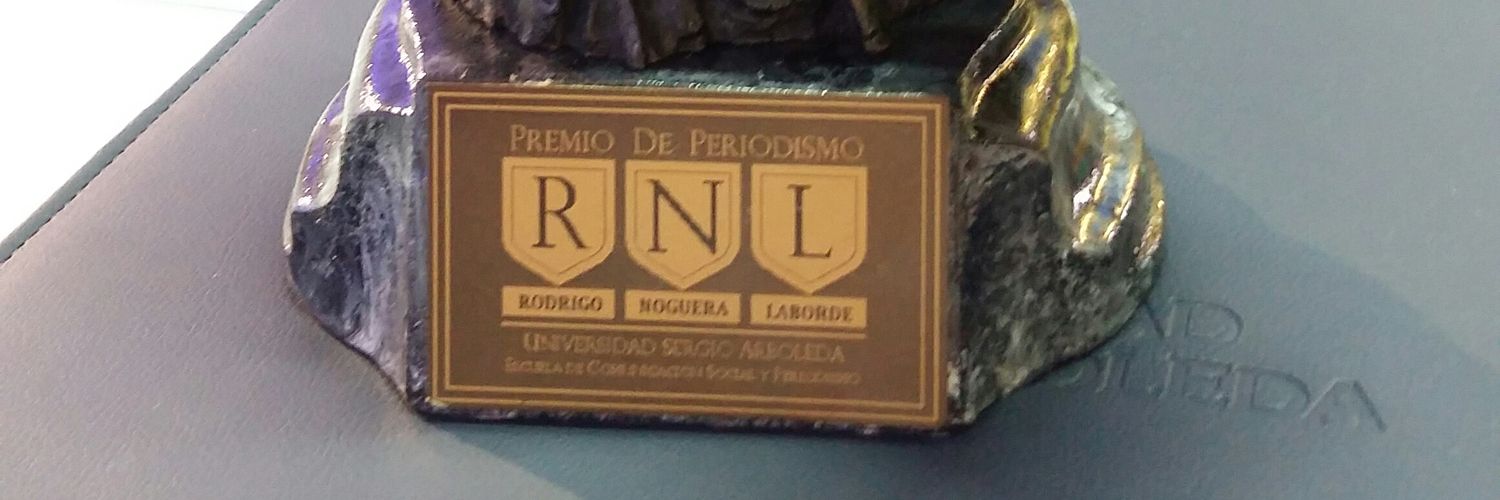 PREMIO DE PERIODISMO
R N L
RODRIGO NOGUERA LABORDE
UNIVERSIDAD SERGIO ARBOLEDA
ESCUELA DE COMUNICACIÓN SOCIAL Y PERIODISMO